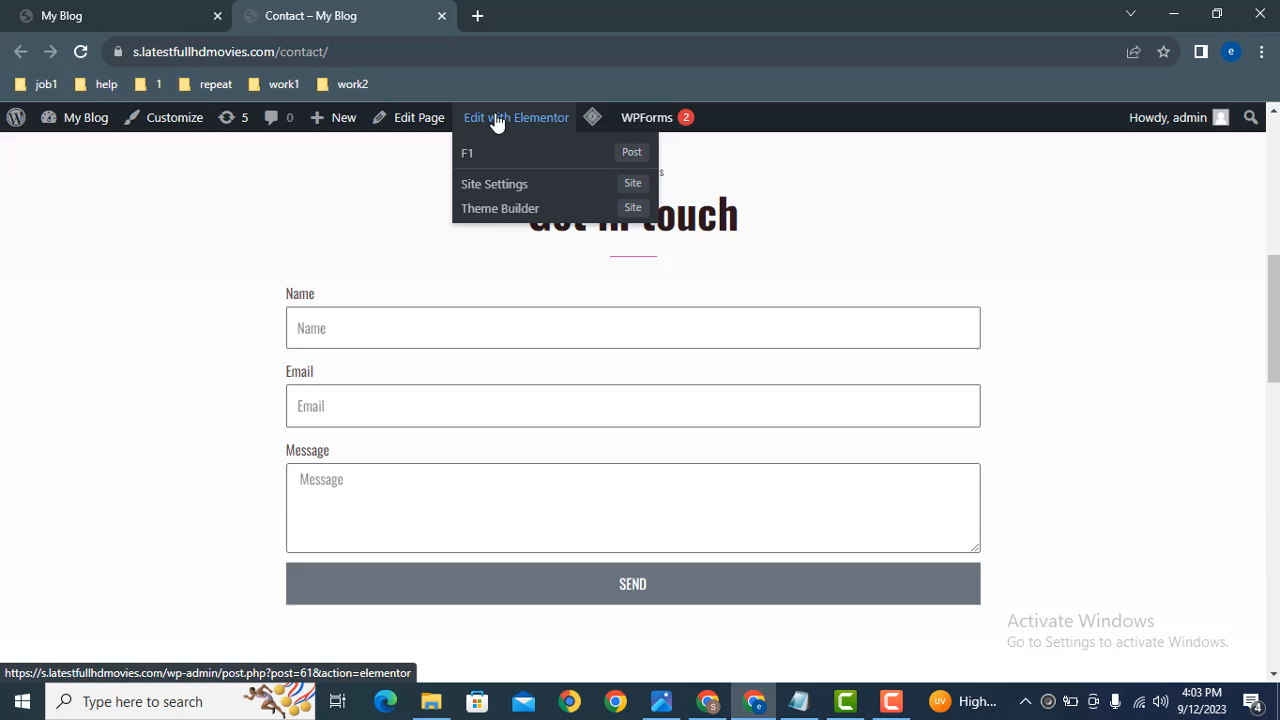 My Blog
Contact – My Blog
s.latestfullhdmovies.com/contact/
e
job1
help
1
repeat
work1
work2
My Blog
Customize
5
0
New
Edit Page
Edit with Elementor
WPForms 2
Howdy, admin
F1 Post
Site Settings Site
Theme Builder Site
Get in touch
Name
Name
Email
Email
Message
Message
SEND
Activate Windows
Go to Settings to activate Windows.
https://s.latestfullhdmovies.com/wp-admin/post.php?post=61&action=elementor
Type here to search
UV
High...
4:03 PM
9/12/2023
4